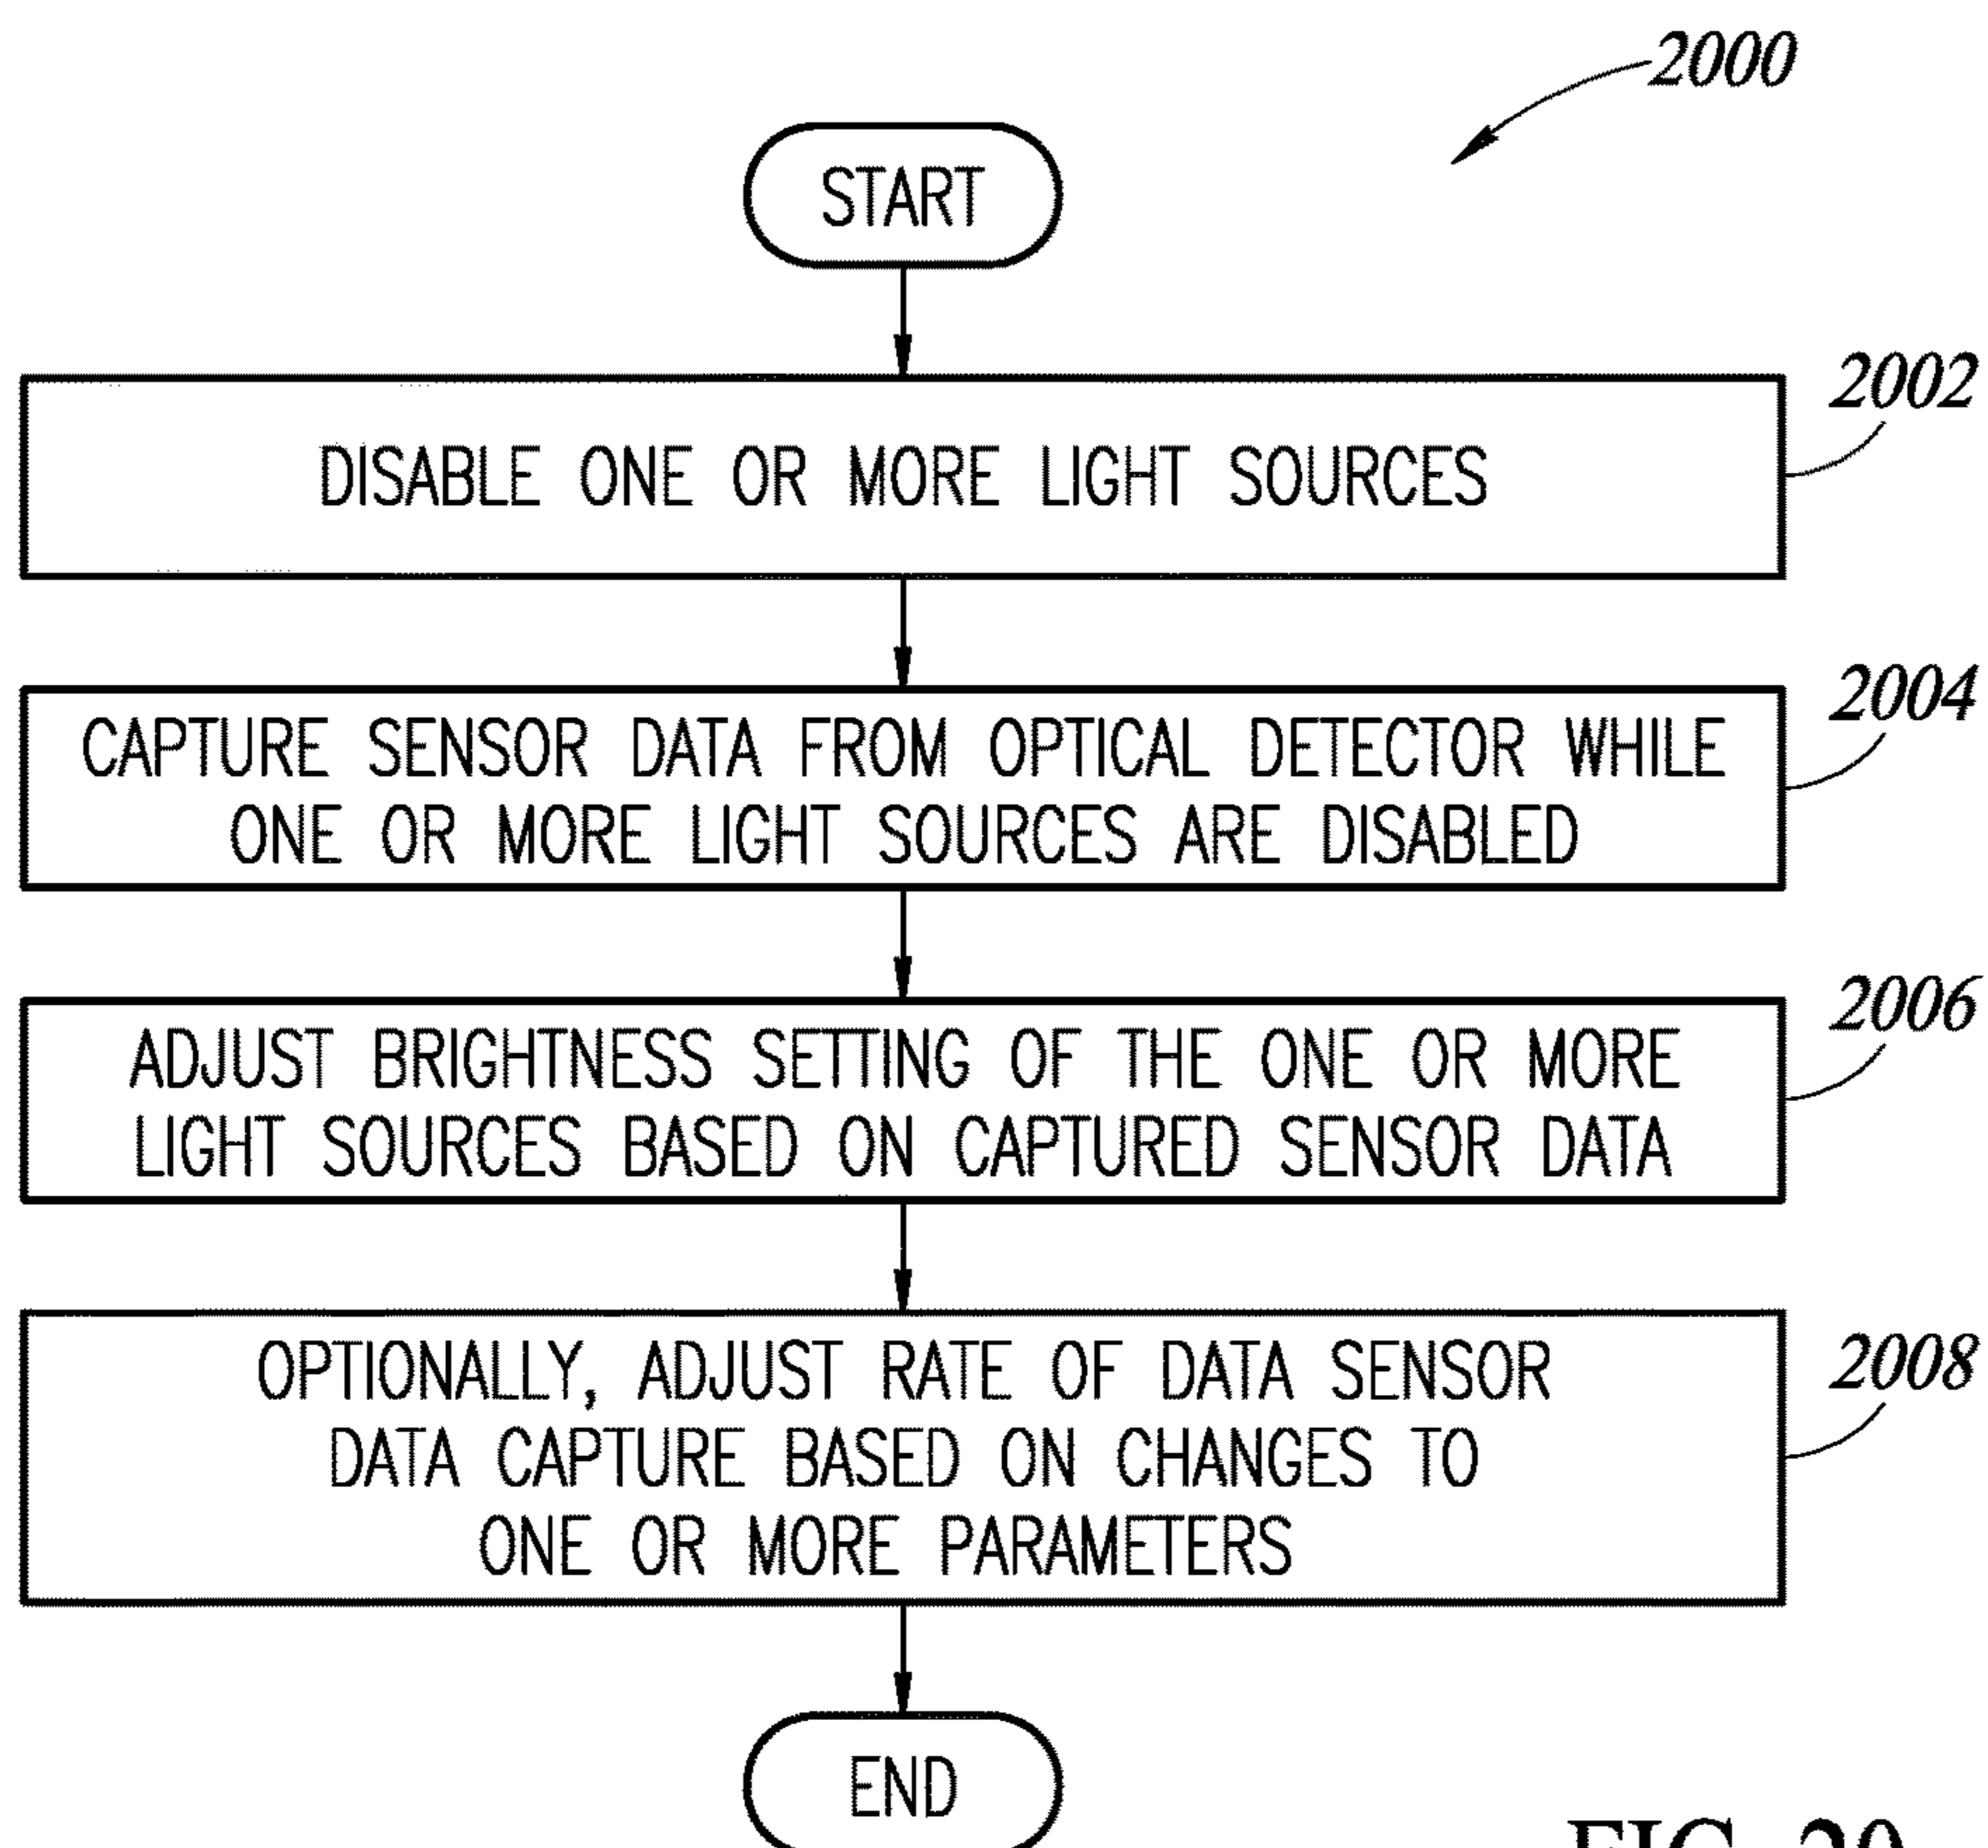 2000
START
2002
DISABLE ONE OR MORE LIGHT SOURCES
2004
CAPTURE SENSOR DATA FROM OPTICAL DETECTOR WHILE
ONE OR MORE LIGHT SOURCES ARE DISABLED
2006
ADJUST BRIGHTNESS SETTING OF THE ONE OR MORE
LIGHT SOURCES BASED ON CAPTURED SENSOR DATA
2008
OPTIONALLY, ADJUST RATE OF DATA SENSOR
DATA CAPTURE BASED ON CHANGES TO
ONE OR MORE PARAMETERS
END
FIG. 20